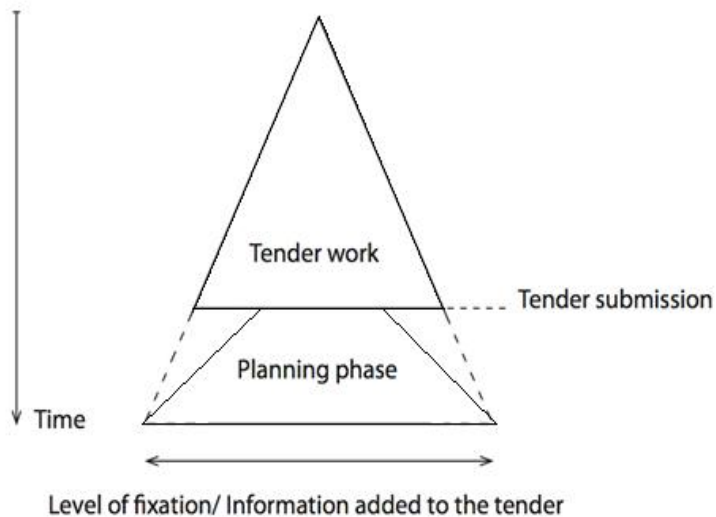 Tender work
Tender submission
Planning phase
Time
Level of fixation/ Information added to the tender